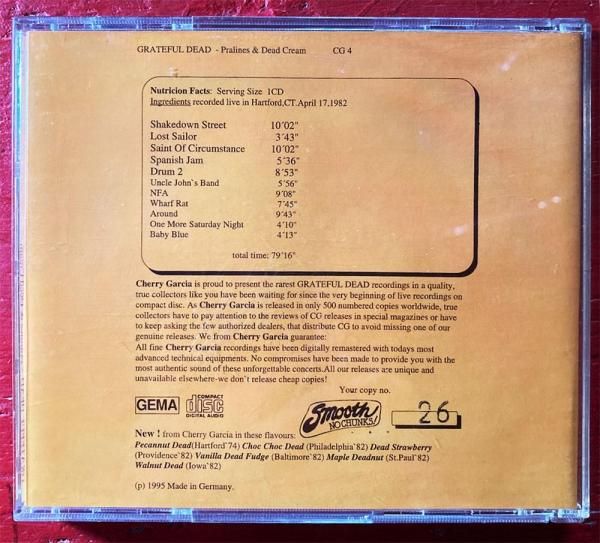 GRATEFUL DEAD - Pralines & Dead Cream CG 4
Nutricion Facts: Serving Size 1CD
Ingredients recorded live in Hartford,CT.April 17,1982
Shakedown Street 10´02"
Lost Sailor 3´43"
Saint Of Circumstance 10´02"
Spanish Jam 5´36"
Drum 2 8´53"
Uncle John`s Band 5´56"
NFA 9´08"
Wharf Rat 7´45"
Around 9´43"
One More Saturday Night 4´10"
Baby Blue 4´13"
total time: 79´16"
Cherry Garcia is proud to present the rarest GRATEFUL DEAD recordings in a quality,
true collectors like you have been waiting for since the very beginning of live recordings on
compact disc. As Cherry Garcia is released in only 500 numbered copies worldwide, true
collectors have to pay attention to the reviews of CG releases in special magazines or have
to keep asking the few authorized dealers, that distribute CG to avoid missing one of our
genuine releases. We from Cherry Garcia guarantee:
All fine Cherry Garcia recordings have been digitally remastered with todays most
advanced technical equipments. No compromises have been made to provide you with the
most authentic sound of these unforgettable concerts.All our releases are unique and
unavailable elsewhere-we don`t release cheap copies!
Your copy no.
GEMA COMPACT disc DIGITAL AUDIO Smooth NO CHUNKS! 26
New ! from Cherry Garcia in these flavours:
Pecannut Dead(Hartford`74) Choc Choc Dead (Philadelphia`82) Dead Strawberry
(Providence`82) Vanilla Dead Fudge (Baltimore`82) Maple Deadnut (St.Paul`82)
Walnut Dead (Iowa`82)
(p) 1995 Made in Germany.